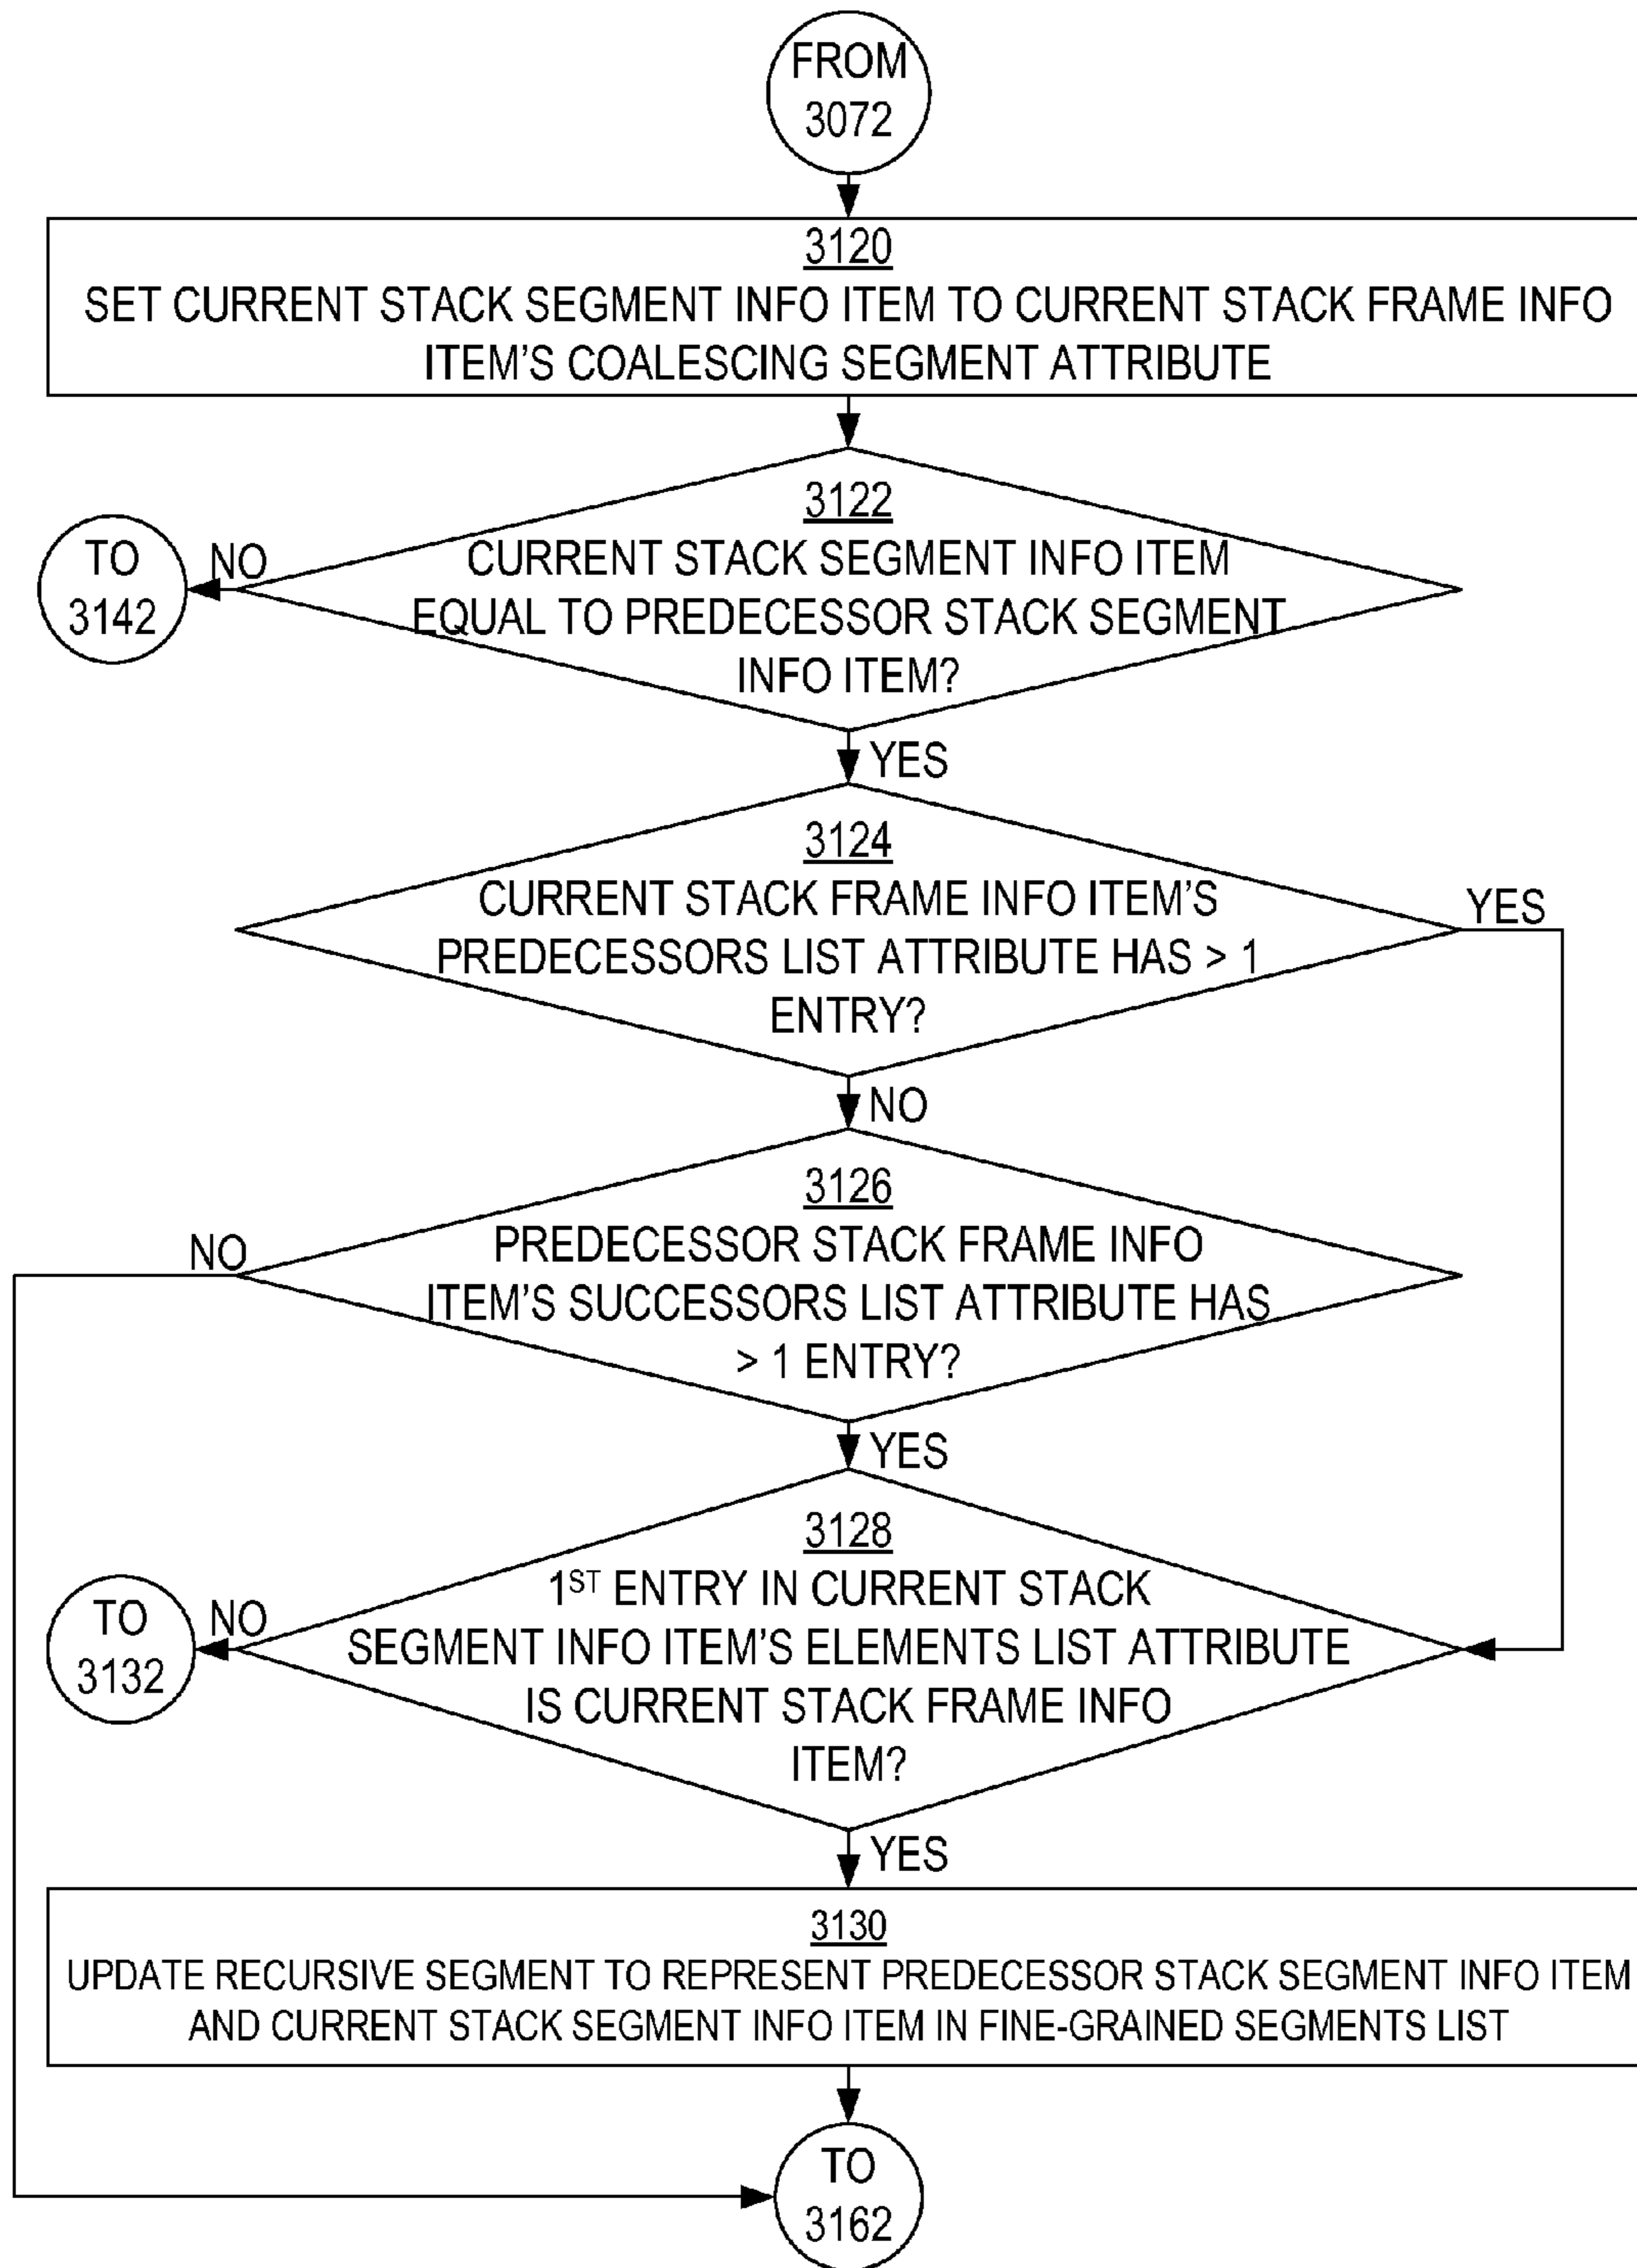 FROM
3072
3120
SET CURRENT STACK SEGMENT INFO ITEM TO CURRENT STACK FRAME INFO
ITEM'S COALESCING SEGMENT ATTRIBUTE
3122
CURRENT STACK SEGMENT INFO ITEM
EQUAL TO PREDECESSOR STACK SEGMENT
INFO ITEM?
NO
TO
3142
YES
3124
CURRENT STACK FRAME INFO ITEM'S
PREDECESSORS LIST ATTRIBUTE HAS > 1
ENTRY?
YES
NO
3126
PREDECESSOR STACK FRAME INFO
ITEM'S SUCCESSORS LIST ATTRIBUTE HAS
> 1 ENTRY?
NO
YES
3128
1ST ENTRY IN CURRENT STACK
SEGMENT INFO ITEM'S ELEMENTS LIST ATTRIBUTE
IS CURRENT STACK FRAME INFO
ITEM?
NO
TO
3132
YES
3130
UPDATE RECURSIVE SEGMENT TO REPRESENT PREDECESSOR STACK SEGMENT INFO ITEM
AND CURRENT STACK SEGMENT INFO ITEM IN FINE-GRAINED SEGMENTS LIST
TO
3162